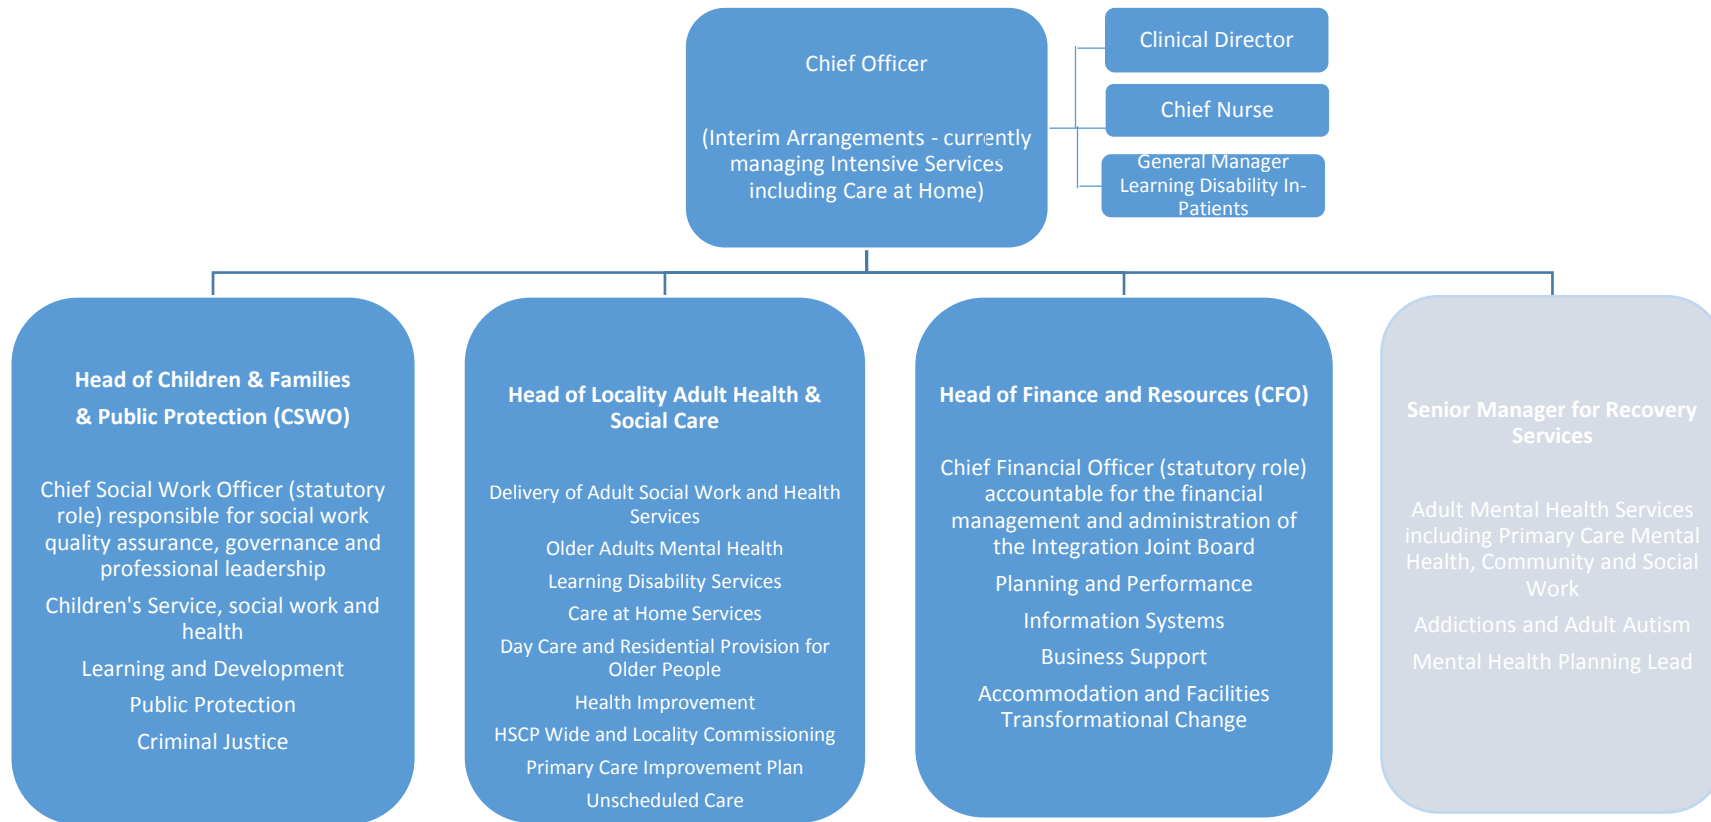 Chief Officer
(Interim Arrangements - currently
managing Intensive Services
including Care at Home)
Clinical Director
Chief Nurse
General Manager
Learning Disability In-
Patients
Head of Children & Families
& Public Protection (CSWO)
Chief Social Work Officer (statutory
role) responsible for social work
quality assurance, governance and
professional leadership
Children's Service, social work and
health
Learning and Development
Public Protection
Criminal Justice
Head of Locality Adult Health &
Social Care
Delivery of Adult Social Work and Health
Services
Older Adults Mental Health
Learning Disability Services
Care at Home Services
Day Care and Residential Provision for
Older People
Health Improvement
HSCP Wide and Locality Commissioning
Primary Care Improvement Plan
Unscheduled Care
Head of Finance and Resources (CFO)
Chief Financial Officer (statutory role)
accountable for the financial
management and administration of
the Integration Joint Board
Planning and Performance
Information Systems
Business Support
Accommodation and Facilities
Transformational Change
Senior Manager for Recovery
Services
Adult Mental Health Services
including Primary Care Mental
Health, Community and Social
Work
Addictions and Adult Autism
Mental Health Planning Lead